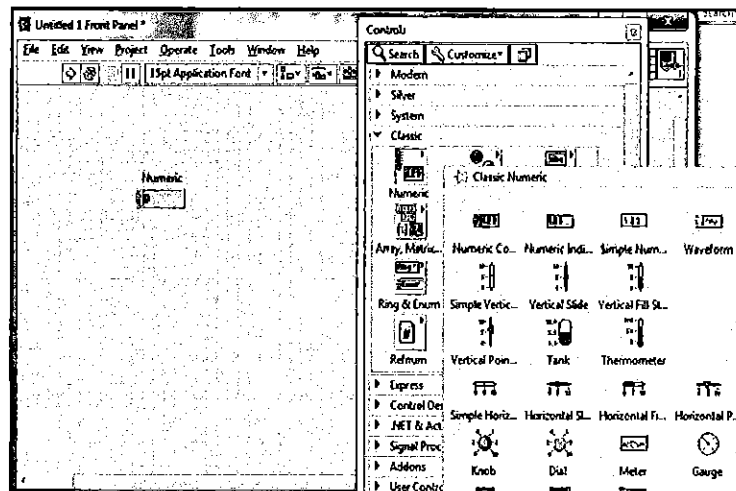 Untitled 1 Front Panel *
File Edit View Project Operate Tools Window Help
15pt Application Font
Numeric
Controls
Search Customize
Modern
Silver
System
Classic
Numeric
Array, Matric...
Ring & Enum
Refnum
Express
Control Des
.NET & Act
Signal Proc
Addons
User Contro
Classic Numeric
Numeric Co... Numeric Indi... Simple Num... Waveform
Simple Vertic... Vertical Slide Vertical Fill Sl...
Vertical Poin... Tank Thermometer
Simple Horiz... Horizontal Sl... Horizontal Fi... Horizontal P...
Knob Dial Meter Gauge